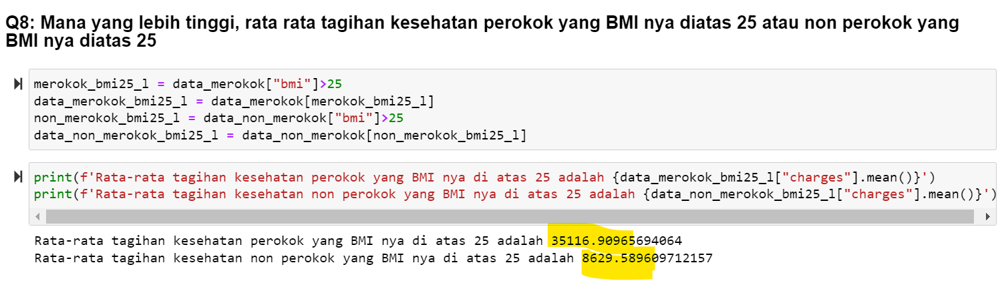 Q8: Mana yang lebih tinggi, rata rata tagihan kesehatan perokok yang BMI nya diatas 25 atau non perokok yang
BMI nya diatas 25
merokok_bmi25_l = data_merokok["bmi"]>25
data_merokok_bmi25_l = data_merokok[merokok_bmi25_l]
non_merokok_bmi25_l = data_non_merokok["bmi"]>25
data_non_merokok_bmi25_l = data_non_merokok[non_merokok_bmi25_l]
print(f'Rata-rata tagihan kesehatan perokok yang BMI nya di atas 25 adalah {data_merokok_bmi25_l["charges"].mean()}')
print(f'Rata-rata tagihan kesehatan non perokok yang BMI nya di atas 25 adalah {data_non_merokok_bmi25_l["charges"].mean()}')
Rata-rata tagihan kesehatan perokok yang BMI nya di atas 25 adalah 35116.90965694064
Rata-rata tagihan kesehatan non perokok yang BMI nya di atas 25 adalah 8629.589609712157